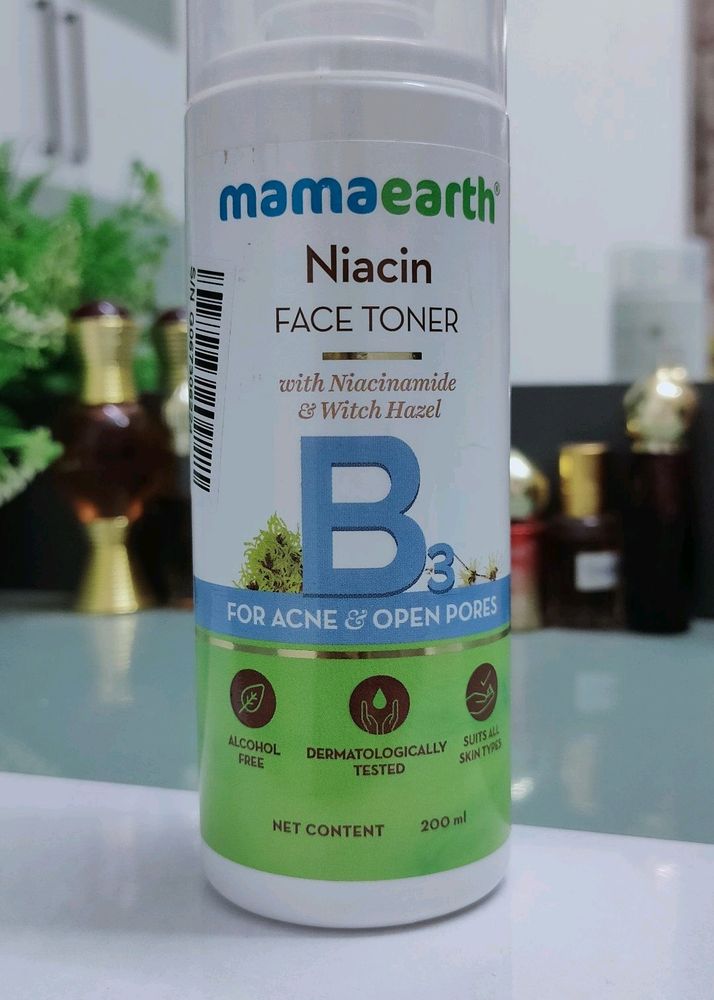 mamaearth®
Niacin
FACE TONER
with Niacinamide
& Witch Hazel
B3
FOR ACNE & OPEN PORES
ALCOHOL
FREE
DERMATOLOGICALLY
TESTED
SUITS ALL
SKIN TYPES
NET CONTENT 200 ml
S/N